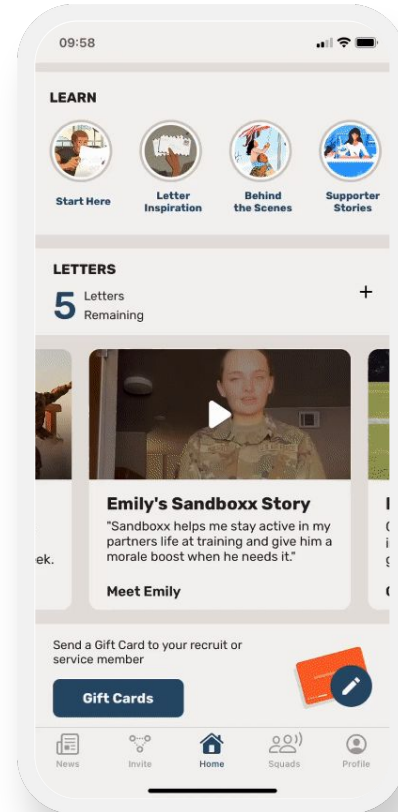 09:58
LEARN
Start Here
Letter
Inspiration
Behind
the Scenes
Supporter
Stories
LETTERS
5 Letters
Remaining
+
ek.
Emily's Sandboxx Story
"Sandboxx helps me stay active in my
partners life at training and give him a
morale boost when he needs it."
Meet Emily
Send a Gift Card to your recruit or
service member
Gift Cards
News
Invite
Home
Squads
Profile